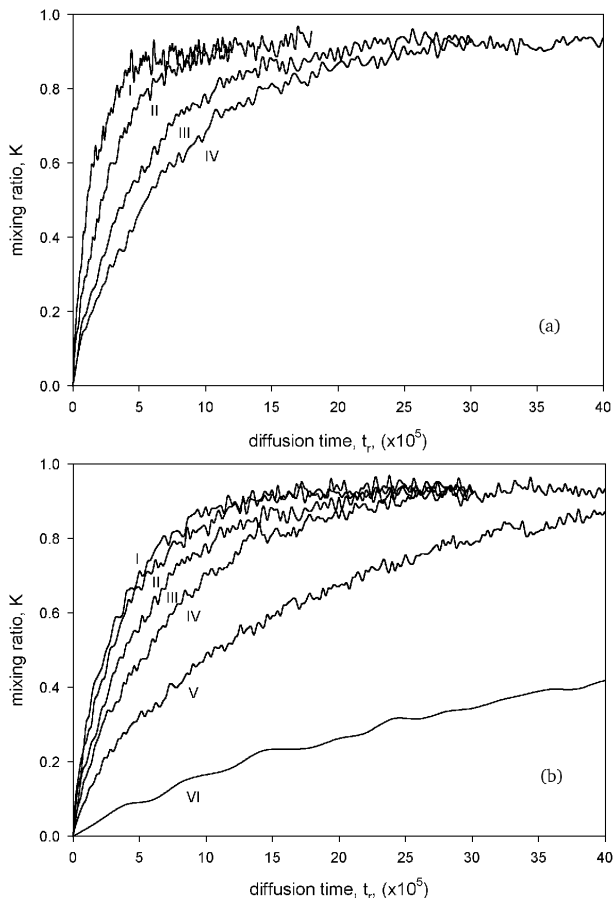 1.0
0.8
0.6
0.4
0.2
0.0
mixing ratio, K
I
II
III
IV
(a)
0 5 10 15 20 25 30 35 40
diffusion time, tr, (x10^5)
1.0
0.8
0.6
0.4
0.2
0.0
mixing ratio, K
I
II
III
IV
V
VI
(b)
0 5 10 15 20 25 30 35 40
diffusion time, tr, (x10^5)